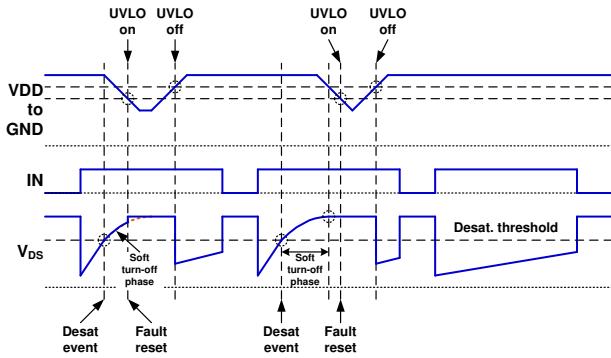 UVLO
on
UVLO
off
UVLO
on
UVLO
off
VDD
to
GND
IN
VDS
Soft
turn-off
phase
Soft
turn-off
phase
Desat. threshold
Desat
event
Fault
reset
Desat
event
Fault
reset